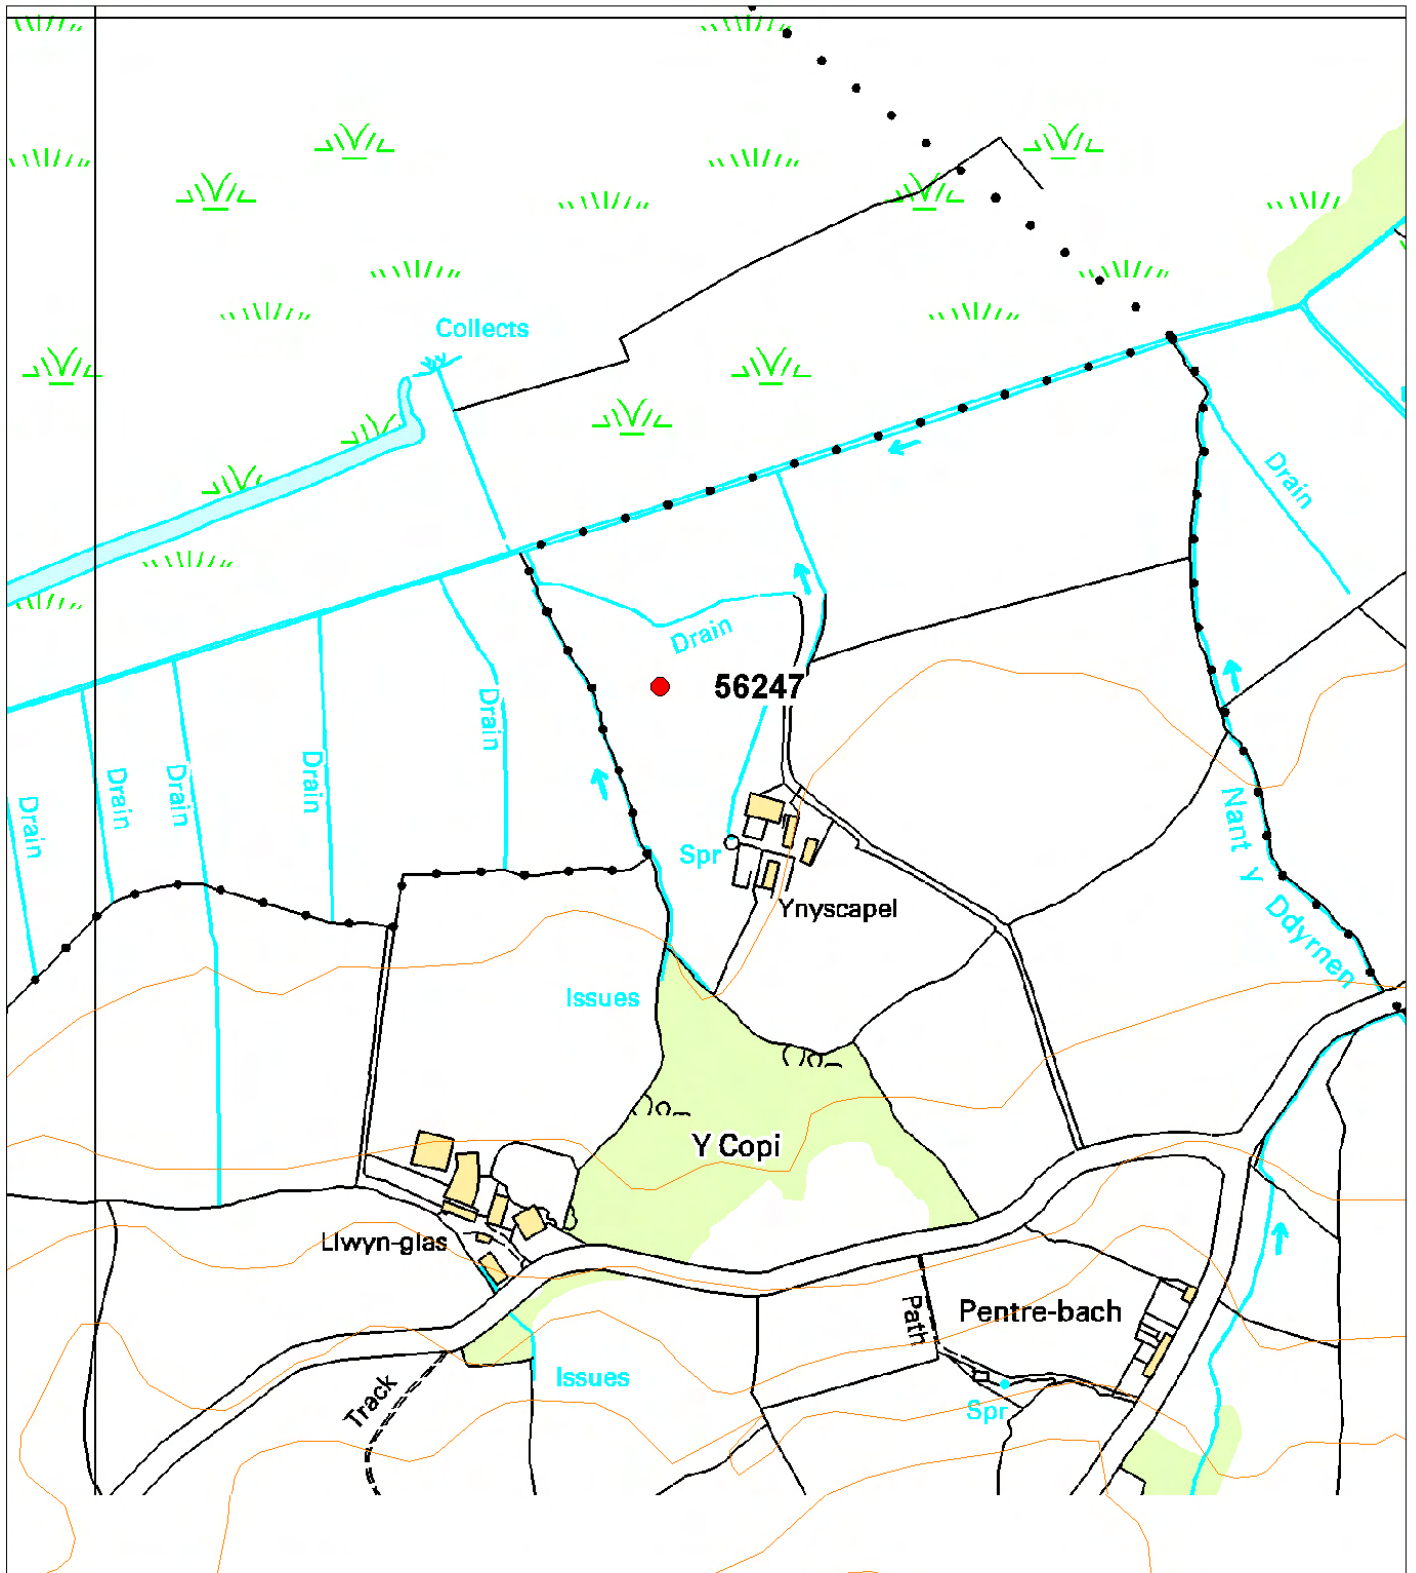 Collects
Drain
Drain
56247
Drain
Drain
Drain
Drain
Drain
Nant y Ddyrnen
Spr
Ynyscapel
Issues
Y Copi
Llwyn-glas
Path
Pentre-bach
Issues
Track
Spr